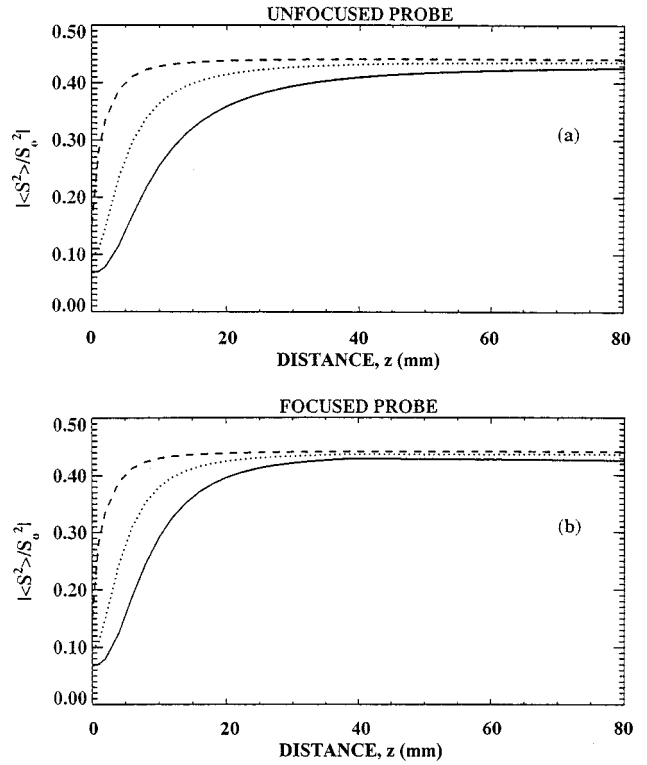 UNFOCUSED PROBE
0.50
0.40
0.30
0.20
0.10
0.00
|<S²>/Sₒ²|
(a)
0 20 40 60 80
DISTANCE, z (mm)
FOCUSED PROBE
0.50
0.40
0.30
0.20
0.10
0.00
|<S²>/Sₒ²|
(b)
0 20 40 60 80
DISTANCE, z (mm)